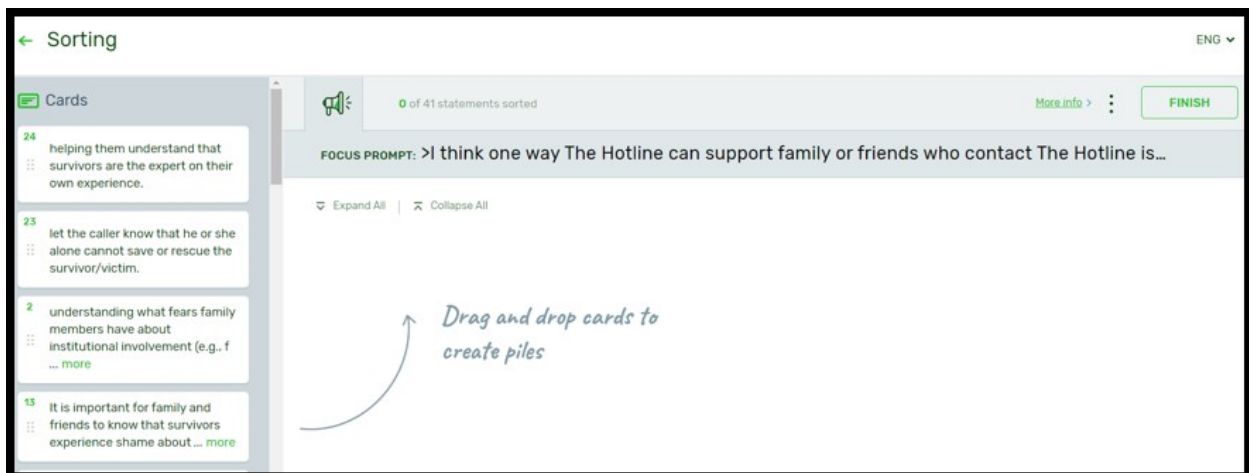 ← Sorting
ENG
Cards
24
helping them understand that
survivors are the expert on their
own experience.
23
let the caller know that he or she
alone cannot save or rescue the
survivor/victim.
2
understanding what fears family
members have about
institutional involvement (e.g., f
... more
13
It is important for family and
friends to know that survivors
experience shame about ... more
0 of 41 statements sorted
More info >
FINISH
FOCUS PROMPT: >I think one way The Hotline can support family or friends who contact The Hotline is...
Expand All | Collapse All
Drag and drop cards to
create piles